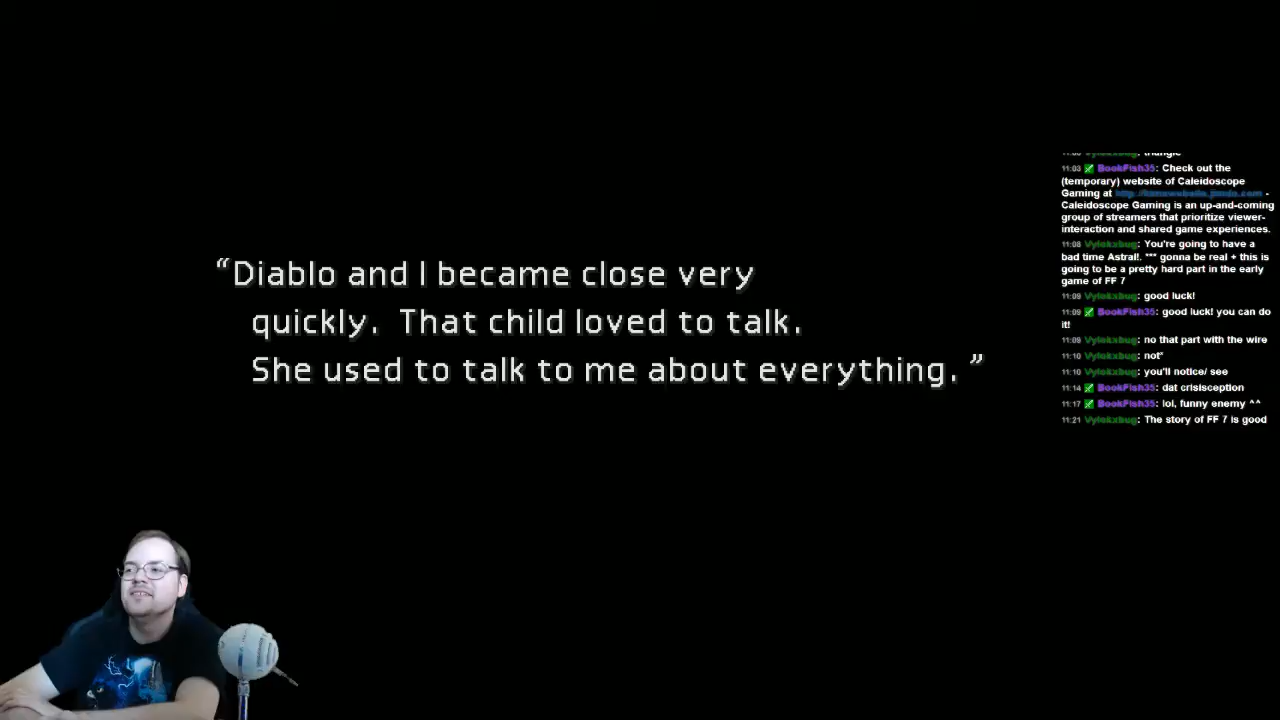 “Diablo and I became close very
quickly. That child loved to talk.
She used to talk to me about everything. ”
triangle
11:03 BookFish35: Check out the
(temporary) website of Caleidoscope
Gaming at -
Caleidoscope Gaming is an up-and-coming
group of streamers that prioritize viewer-
interaction and shared game experiences.
11:08 Vylokxbug: You're going to have a
bad time Astral!. *** gonna be real + this is
going to be a pretty hard part in the early
game of FF 7
11:09 Vylokxbug: good luck!
11:09 BookFish35: good luck! you can do
it!
11:09 Vylokxbug: no that part with the wire
11:10 Vylokxbug: not*
11:10 Vylokxbug: you'll notice/ see
11:14 BookFish35: dat crisisception
11:17 BookFish35: lol, funny enemy ^^
11:21 Vylokxbug: The story of FF 7 is good